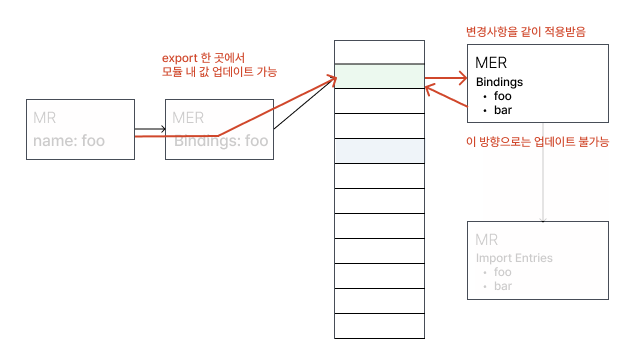 변경사항을 같이 적용받음
export 한 곳에서
모듈 내 값 업데이트 가능
MER
Bindings
• foo
• bar
MR
name: foo
MER
Bindings: foo
이 방향으로는 업데이트 불가능
MR
Import Entries
• foo
• bar